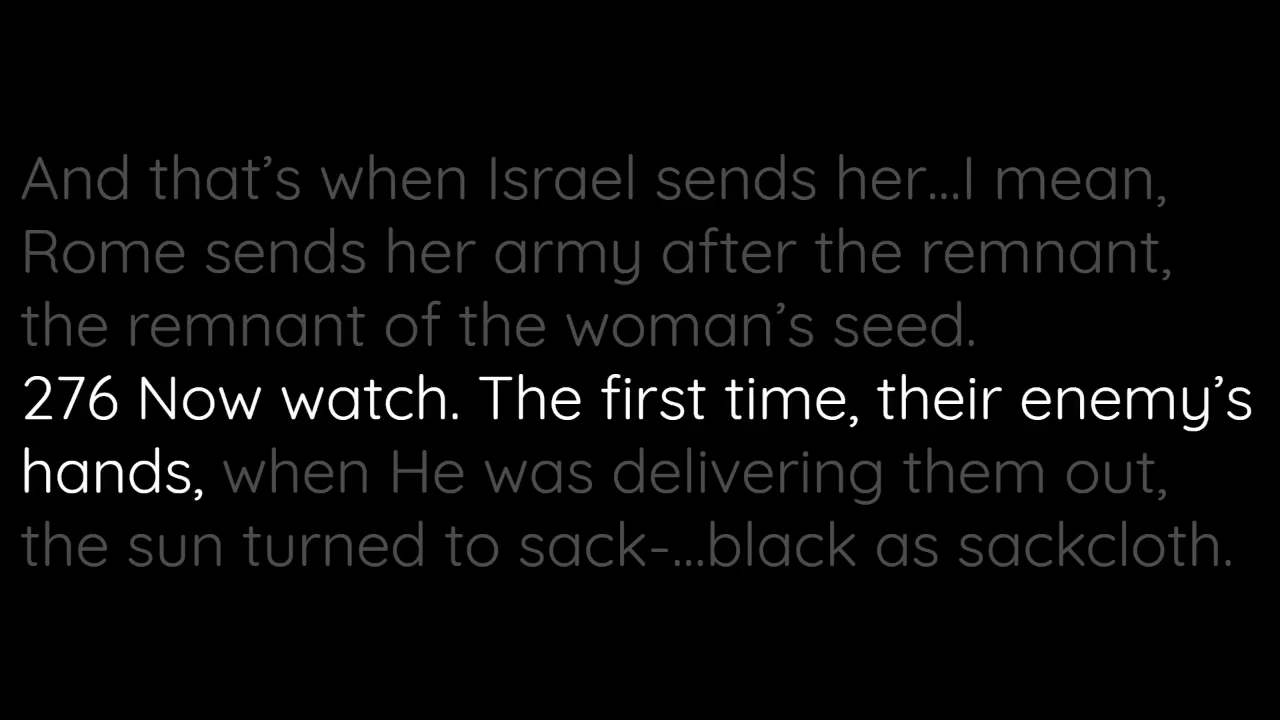 And that’s when Israel sends her...I mean,
Rome sends her army after the remnant,
the remnant of the woman’s seed.
276 Now watch. The first time, their enemy’s
hands, when He was delivering them out,
the sun turned to sack-...black as sackcloth.